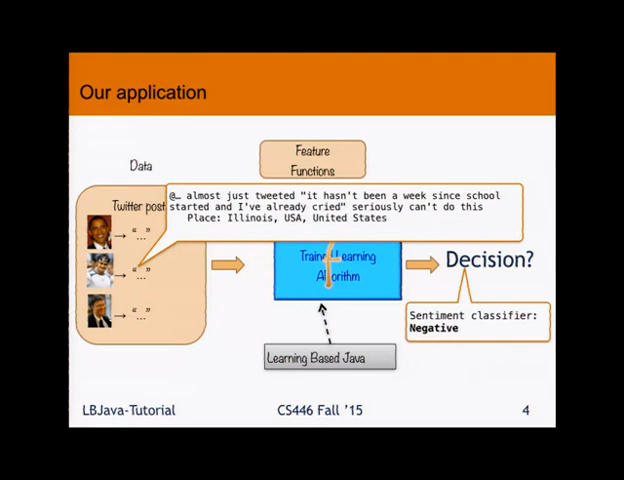 Our application
Data
Feature
Functions
Twitter post
@… almost just tweeted "it hasn't been a week since school
started and I've already cried" seriously can't do this
Place: Illinois, USA, United States
→ “…”
→ “…”
→ “…”
Learning
Algorithm
Decision?
Sentiment classifier:
Negative
Learning Based Java
LBJava-Tutorial
CS446 Fall '15
4